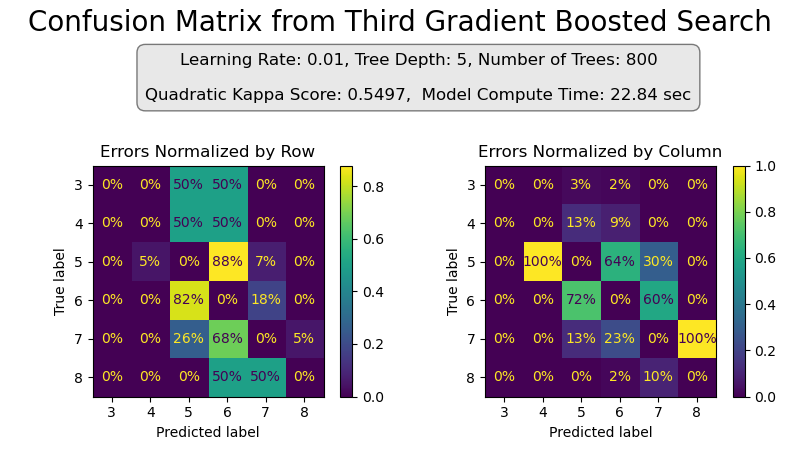 Confusion Matrix from Third Gradient Boosted Search
Learning Rate: 0.01, Tree Depth: 5, Number of Trees: 800
Quadratic Kappa Score: 0.5497,  Model Compute Time: 22.84 sec
Errors Normalized by Row
True label
3 0% 0% 50% 50% 0% 0%
4 0% 0% 50% 50% 0% 0%
5 0% 5% 0% 88% 7% 0%
6 0% 0% 82% 0% 18% 0%
7 0% 0% 26% 68% 0% 5%
8 0% 0% 0% 50% 50% 0%
3 4 5 6 7 8
Predicted label
0.8
0.6
0.4
0.2
0.0
Errors Normalized by Column
True label
3 0% 0% 3% 2% 0% 0%
4 0% 0% 13% 9% 0% 0%
5 0% 100% 0% 64% 30% 0%
6 0% 0% 72% 0% 60% 0%
7 0% 0% 13% 23% 0% 100%
8 0% 0% 0% 2% 10% 0%
3 4 5 6 7 8
Predicted label
1.0
0.8
0.6
0.4
0.2
0.0